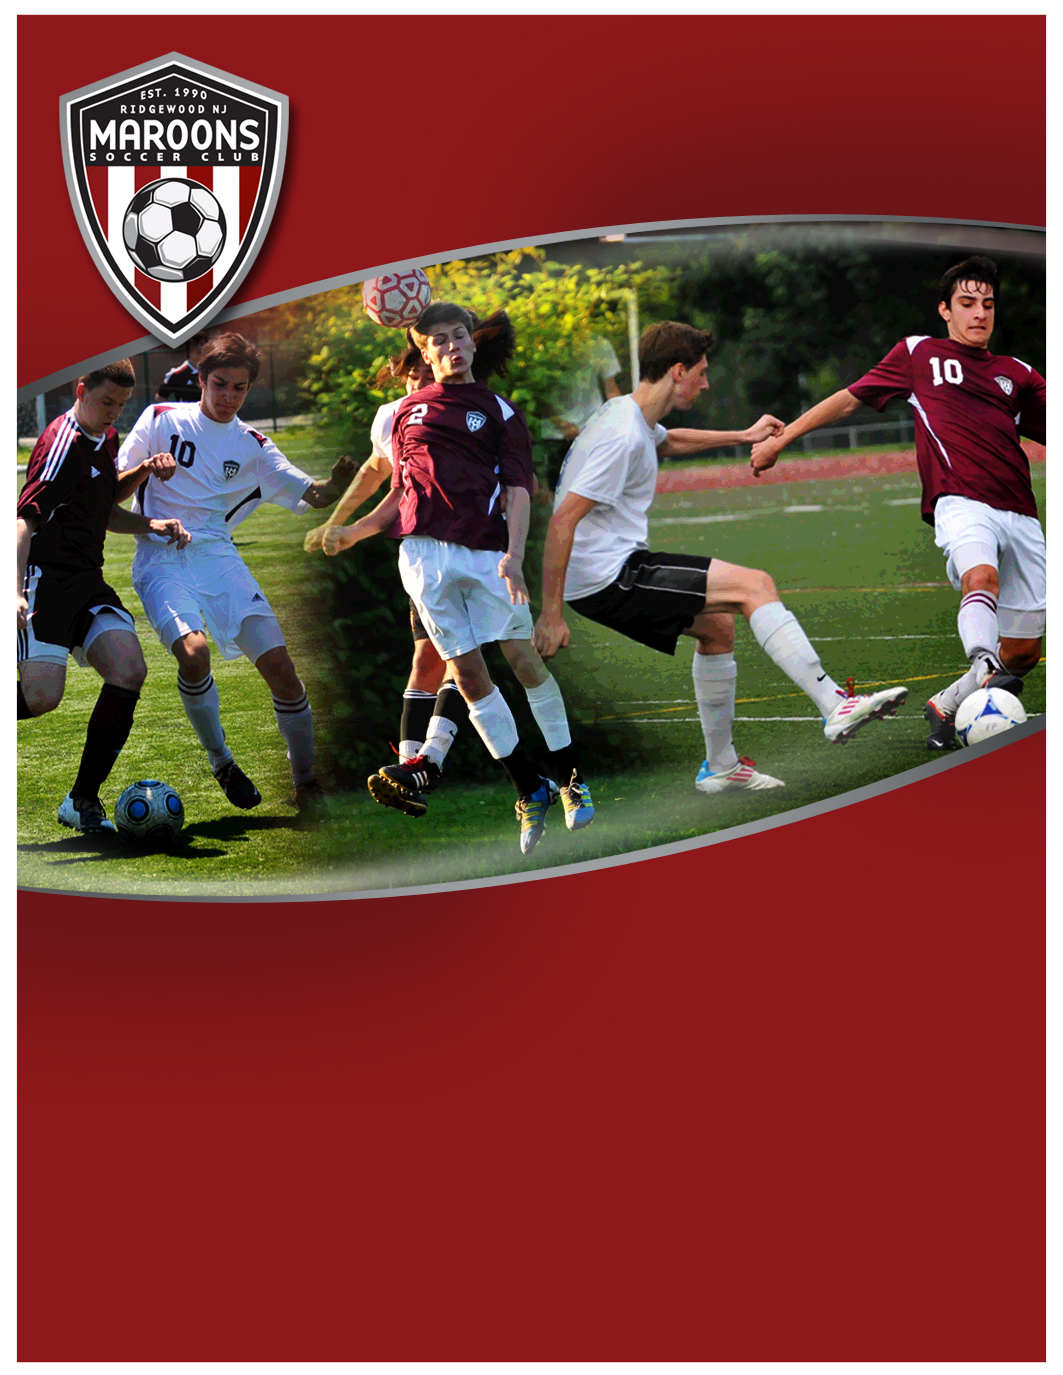 EST. 1990
RIDGEWOOD NJ
MAROONS
SOCCER CLUB
10
2
10